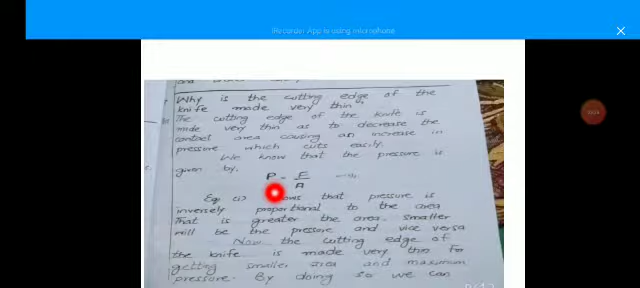 iRecorder App is using microphone
Why is the cutting edge of the
knife made very thin?
The cutting edge of the knife is
made very thin as to decrease the
contact area causing an increase in
pressure which cuts easily.
We know that the pressure is
given by,
P = F/A
Eq (i) shows that pressure is
inversely proportional to the area
That is greater the area, smaller
will be the pressure and vice versa
Now the cutting edge of
the knife is made very thin for
getting smaller area and maximum
pressure. By doing so we can